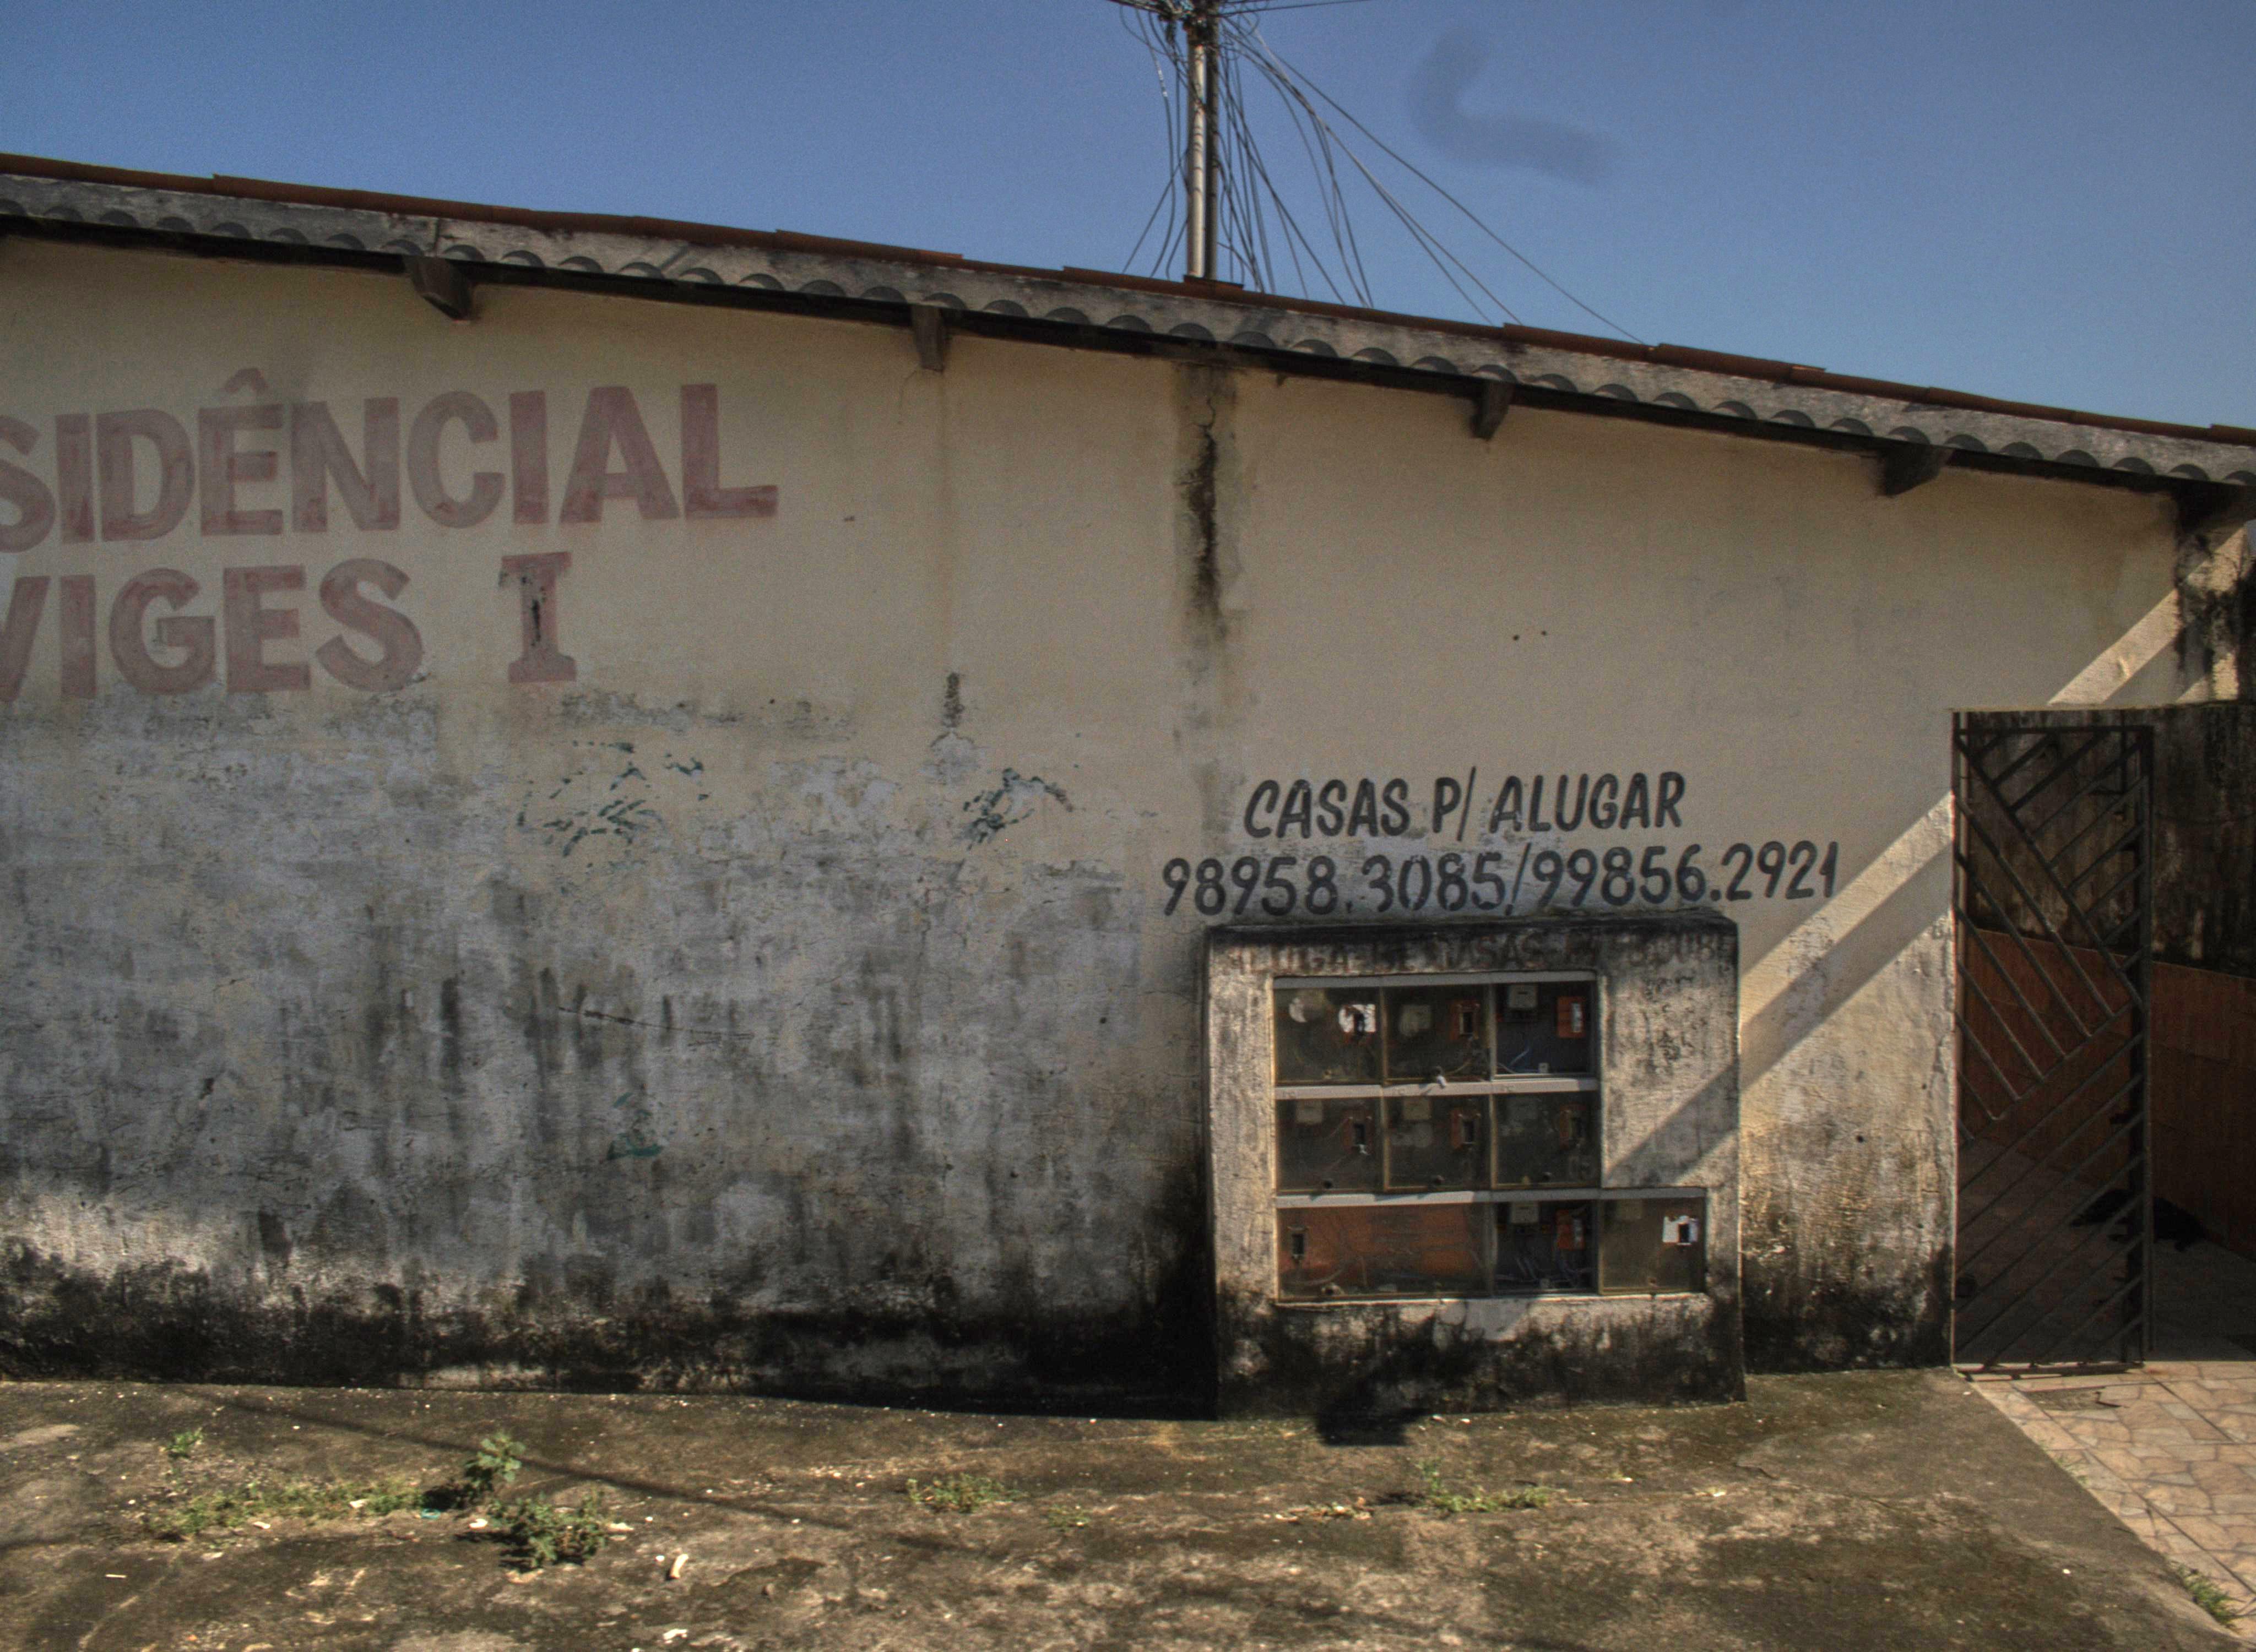 SIDÊNCIAL
VIGES I
CASAS P/ ALUGAR
98958.3085/99856.2921